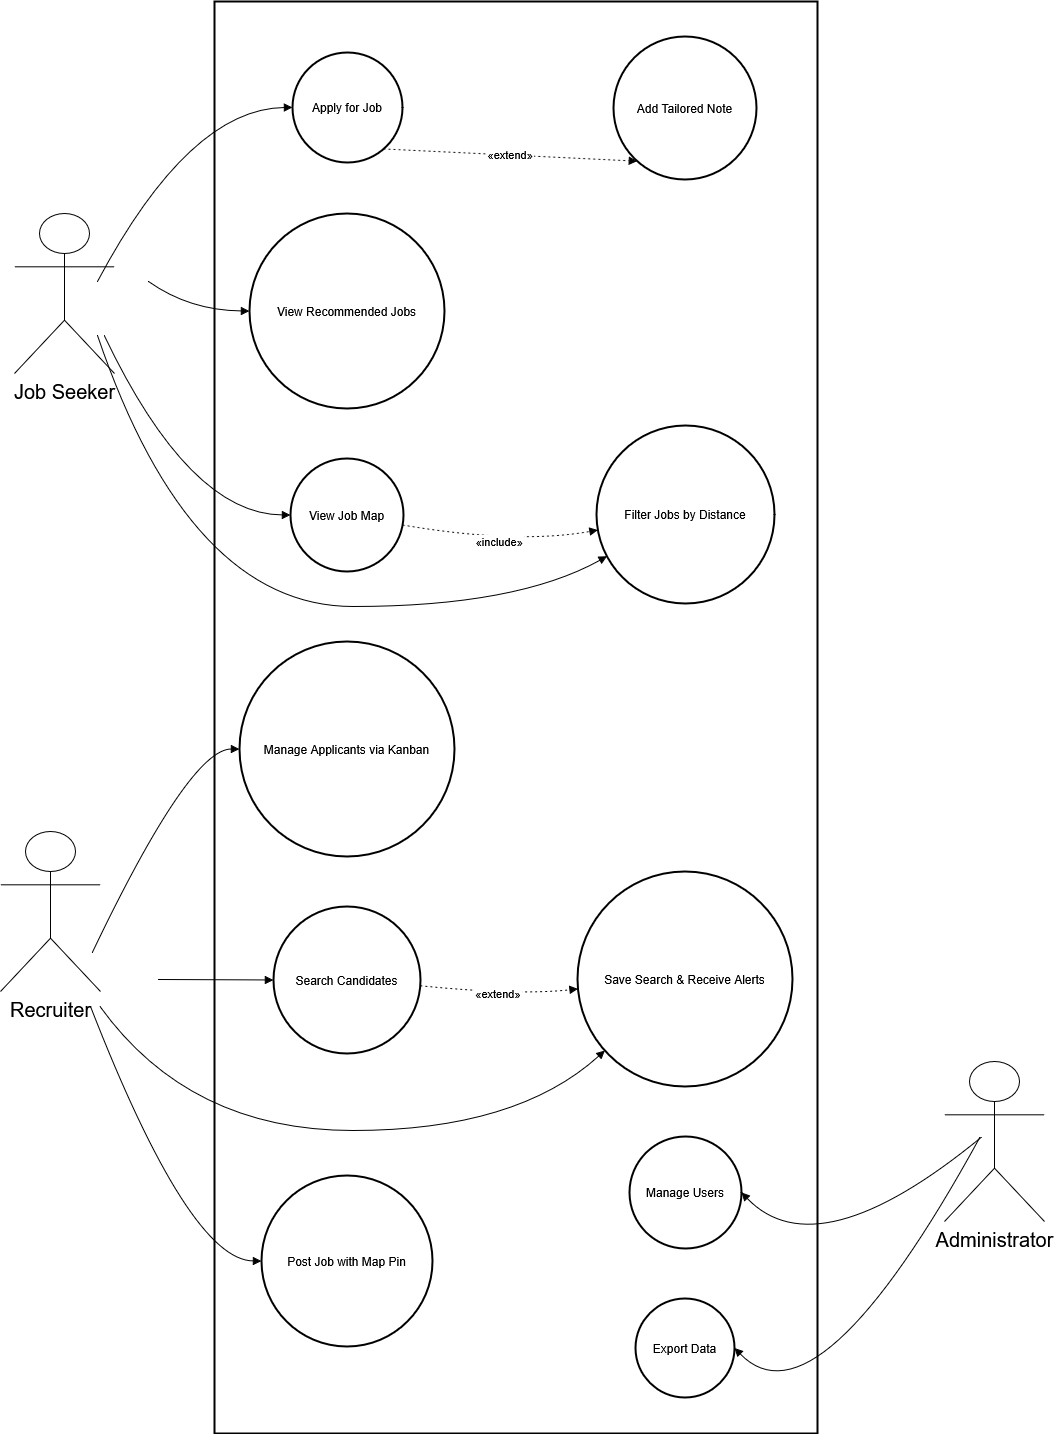 Apply for Job
Add Tailored Note
«extend»
View Recommended Jobs
Job Seeker
View Job Map
Filter Jobs by Distance
«include»
Manage Applicants via Kanban
Search Candidates
Save Search & Receive Alerts
«extend»
Recruiter
Manage Users
Administrator
Post Job with Map Pin
Export Data